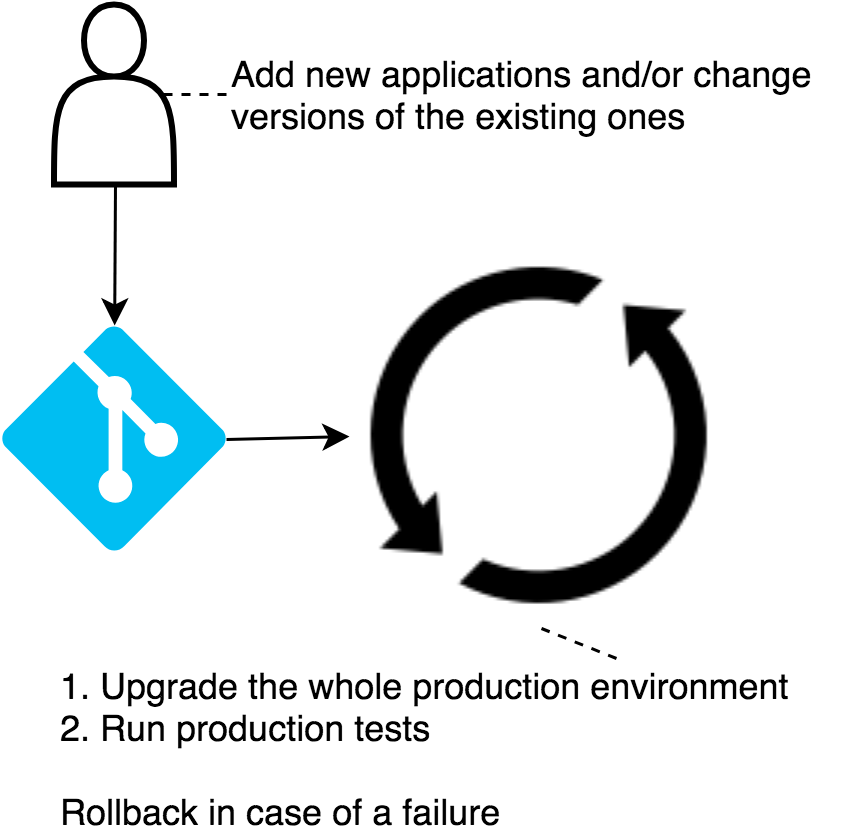 Add new applications and/or change
versions of the existing ones
1. Upgrade the whole production environment
2. Run production tests
Rollback in case of a failure